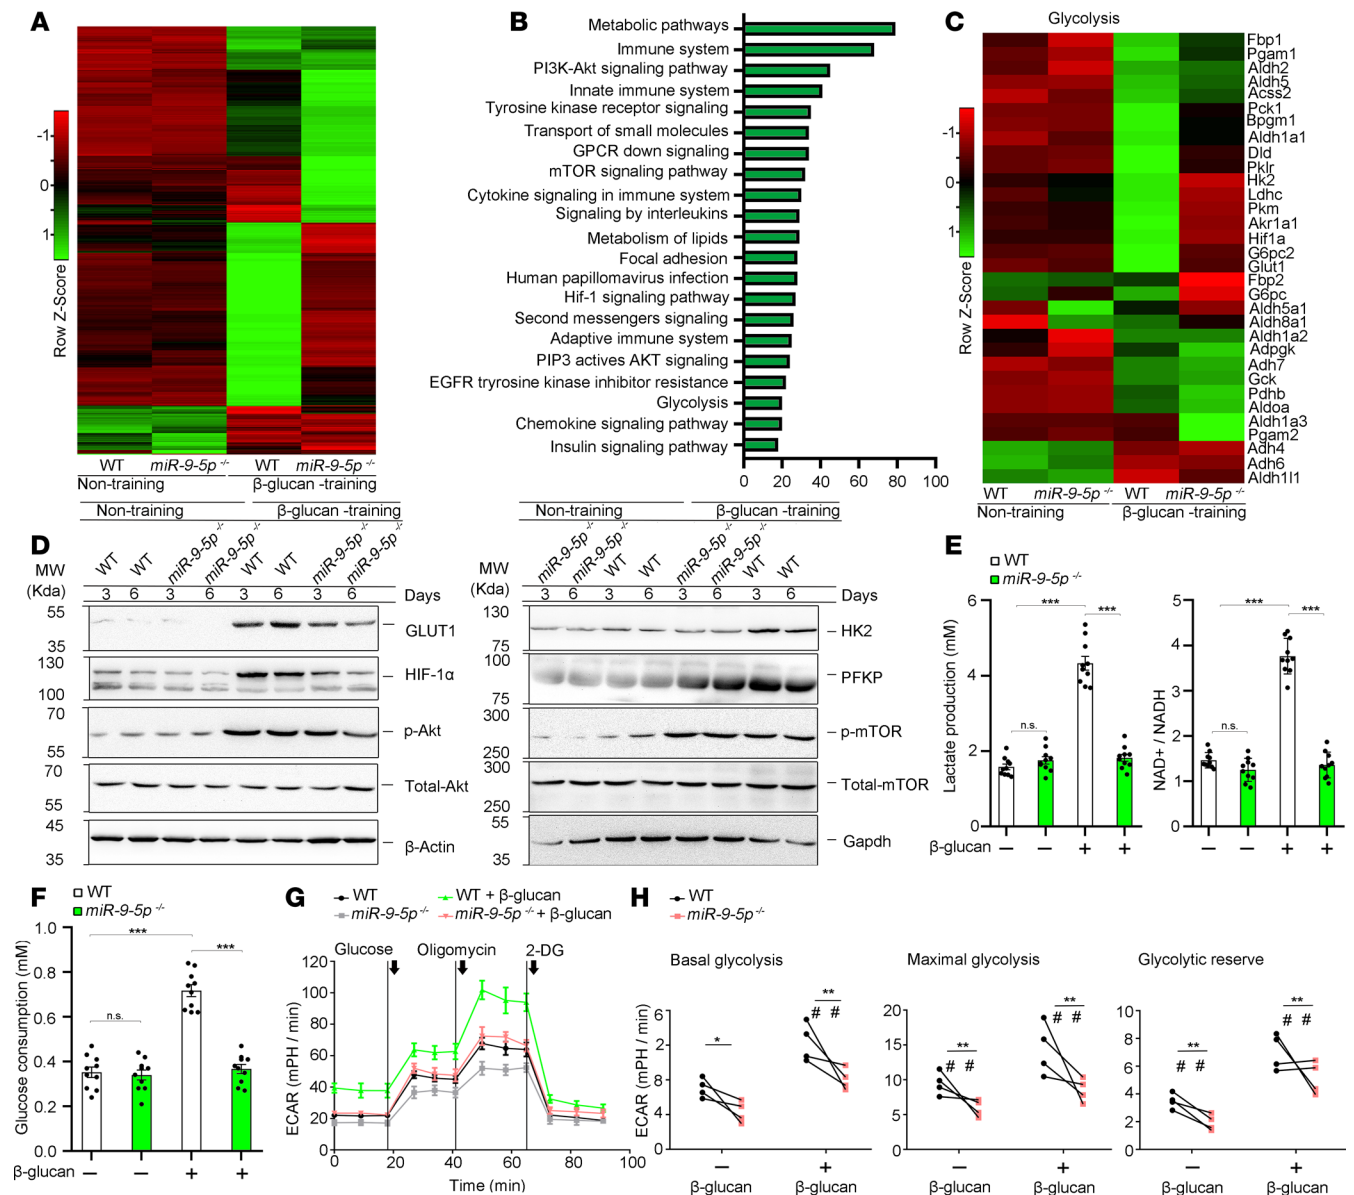 A
-1
0
1
Row Z-Score
WT
miR-9-5p -/-
WT
miR-9-5p -/-
Non-training
β-glucan -training
B
Metabolic pathways
Immune system
PI3K-Akt signaling pathway
Innate immune system
Tyrosine kinase receptor signaling
Transport of small molecules
GPCR down signaling
mTOR signaling pathway
Cytokine signaling in immune system
Signaling by interleukins
Metabolism of lipids
Focal adhesion
Human papillomavirus infection
Hif-1 signaling pathway
Second messengers signaling
Adaptive immune system
PIP3 actives AKT signaling
EGFR tryrosine kinase inhibitor resistance
Glycolysis
Chemokine signaling pathway
Insulin signaling pathway
0 20 40 60 80 100
C
Glycolysis
-1
0
1
Row Z-Score
Fbp1
Pgam1
Aldh2
Aldh5
Acss2
Pck1
Bpgm1
Aldh1a1
Dld
Pklr
Hk2
Ldhc
Pkm
Akr1a1
Hif1a
G6pc2
Glut1
Fbp2
G6pc
Aldh5a1
Aldh8a1
Aldh1a2
Adpgk
Adh7
Gck
Pdhb
Aldoa
Aldh1a3
Pgam2
Adh4
Adh6
Aldh1l1
WT
miR-9-5p -/-
WT
miR-9-5p -/-
Non-training
β-glucan -training
D
Non-training
β-glucan -training
MW
(Kda)
WT WT miR-9-5p -/- miR-9-5p -/- WT WT miR-9-5p -/- miR-9-5p -/-
3 6 3 6 3 6 3 6 Days
55
35
GLUT1
130
100
HIF-1α
70
55
p-Akt
70
55
Total-Akt
45
35
β-Actin
Non-training
β-glucan -training
MW
(Kda)
miR-9-5p -/- miR-9-5p -/- WT WT miR-9-5p -/- miR-9-5p -/- WT WT
3 6 3 6 3 6 3 6 Days
130
75
HK2
100
75
PFKP
300
250
p-mTOR
300
250
Total-mTOR
55
35
Gapdh
E
WT
miR-9-5p -/-
Lactate production (mM)
6
4
2
0
n.s.
***
***
β-glucan − − + +
NAD+ / NADH
5
4
3
2
1
0
n.s.
***
***
− − + +
F
WT
miR-9-5p -/-
Glucose consumption (mM)
1.0
0.8
0.6
0.4
0.2
0.0
n.s.
***
***
β-glucan − − + +
G
WT
WT + β-glucan
miR-9-5p -/-
miR-9-5p -/- + β-glucan
Glucose
Oligomycin
2-DG
ECAR (mPH / min)
120
100
80
60
40
20
0
0 20 40 60 80 100
Time (min)
H
WT
miR-9-5p -/-
Basal glycolysis
ECAR (mPH / min)
6
2
8
4
*
**
# #
− +
β-glucan β-glucan
Maximal glycolysis
20
15
10
5
0
**
# #
**
# #
− +
β-glucan β-glucan
Glycolytic reserve
10
8
6
4
2
0
**
# #
**
# #
− +
β-glucan β-glucan